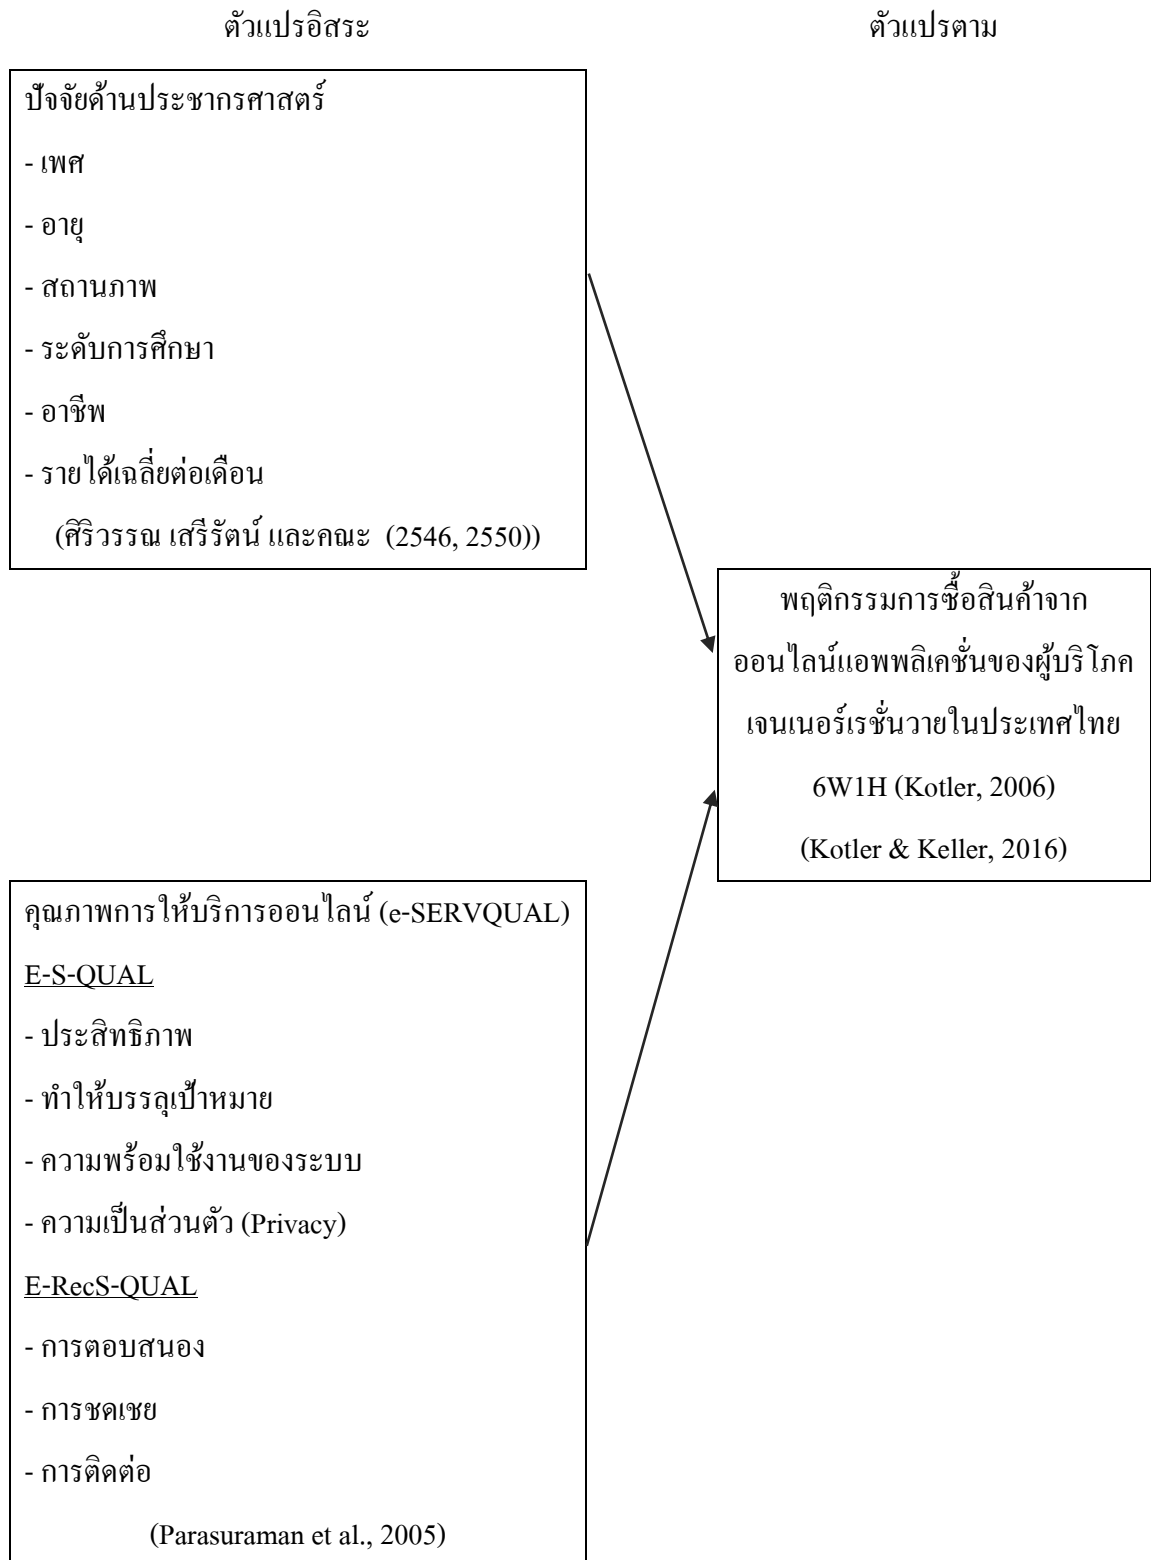 ตัวแปรอิสระ
ตัวแปรตาม
ปัจจัยด้านประชากรศาสตร์
- เพศ
- อายุ
- สถานภาพ
- ระดับการศึกษา
- อาชีพ
- รายได้เฉลี่ยต่อเดือน
(ศิริวรรณ เสรีรัตน์ และคณะ (2546, 2550))
พฤติกรรมการซื้อสินค้าจาก
ออนไลน์แอพพลิเคชั่นของผู้บริโภค
เจนเนอร์เรชั่นวายในประเทศไทย
6W1H (Kotler, 2006)
(Kotler & Keller, 2016)
คุณภาพการให้บริการออนไลน์ (e-SERVQUAL)
E-S-QUAL
- ประสิทธิภาพ
- ทำให้บรรลุเป้าหมาย
- ความพร้อมใช้งานของระบบ
- ความเป็นส่วนตัว (Privacy)
E-RecS-QUAL
- การตอบสนอง
- การชดเชย
- การติดต่อ
(Parasuraman et al., 2005)